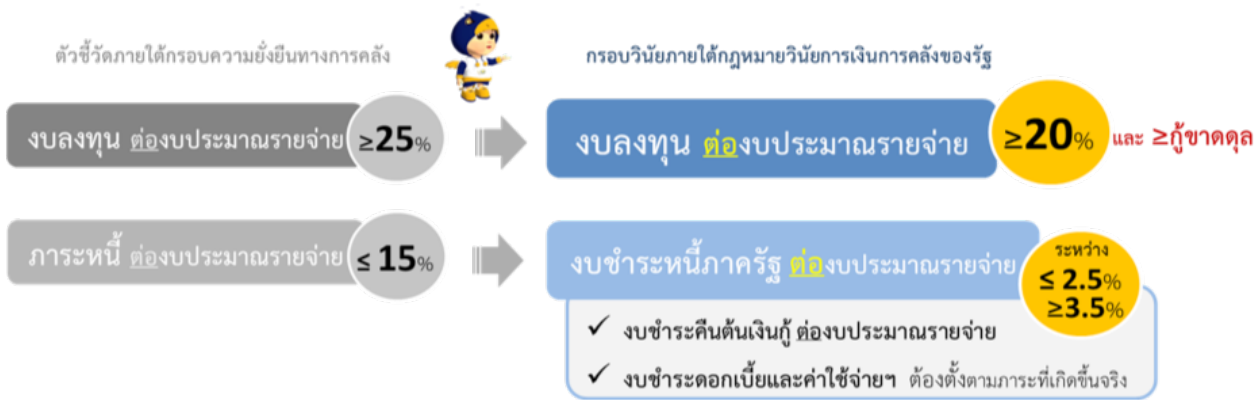 ตัวชี้วัดภายใต้กรอบความยั่งยืนทางการคลัง
กรอบวินัยภายใต้กฎหมายวินัยการเงินการคลังของรัฐ
งบลงทุน ต่องบประมาณรายจ่าย ≥25%
งบลงทุน ต่องบประมาณรายจ่าย ≥20% และ ≥กู้ขาดดุล
ภาระหนี้ ต่องบประมาณรายจ่าย ≤ 15%
งบชำระหนี้ภาครัฐ ต่องบประมาณรายจ่าย
ระหว่าง
≤ 2.5%
≥3.5%
✓ งบชำระคืนต้นเงินกู้ ต่องบประมาณรายจ่าย
✓ งบชำระดอกเบี้ยและค่าใช้จ่ายฯ ต้องตั้งตามภาระที่เกิดขึ้นจริง